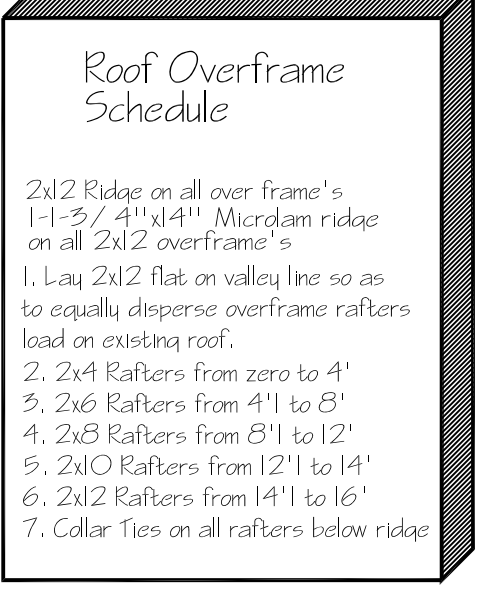 Roof Overframe
Schedule
2x12 Ridge on all over frame's
1-1-3/ 4''x14'' Microlam ridge
on all 2x12 overframe's
1. Lay 2x12 flat on valley line so as
to equally disperse overframe rafters
load on existing roof.
2. 2x4 Rafters from zero to 4'
3. 2x6 Rafters from 4'1 to 8'
4. 2x8 Rafters from 8'1 to 12'
5. 2x10 Rafters from 12'1 to 14'
6. 2x12 Rafters from 14'1 to 16'
7. Collar Ties on all rafters below ridge